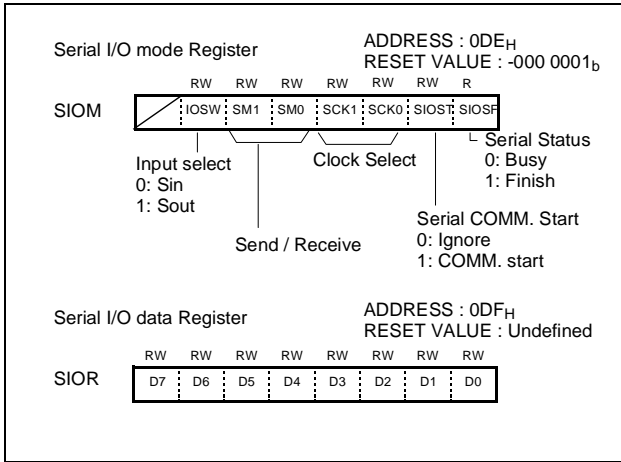 Serial I/O mode Register
ADDRESS : 0DEH
RESET VALUE : -000 0001b
RW RW RW RW RW RW R
SIOM IOSW SM1 SM0 SCK1 SCK0 SIOST SIOSF
Input select
0: Sin
1: Sout
Send / Receive
Clock Select
Serial Status
0: Busy
1: Finish
Serial COMM. Start
0: Ignore
1: COMM. start
Serial I/O data Register
ADDRESS : 0DFH
RESET VALUE : Undefined
RW RW RW RW RW RW RW RW
SIOR D7 D6 D5 D4 D3 D2 D1 D0